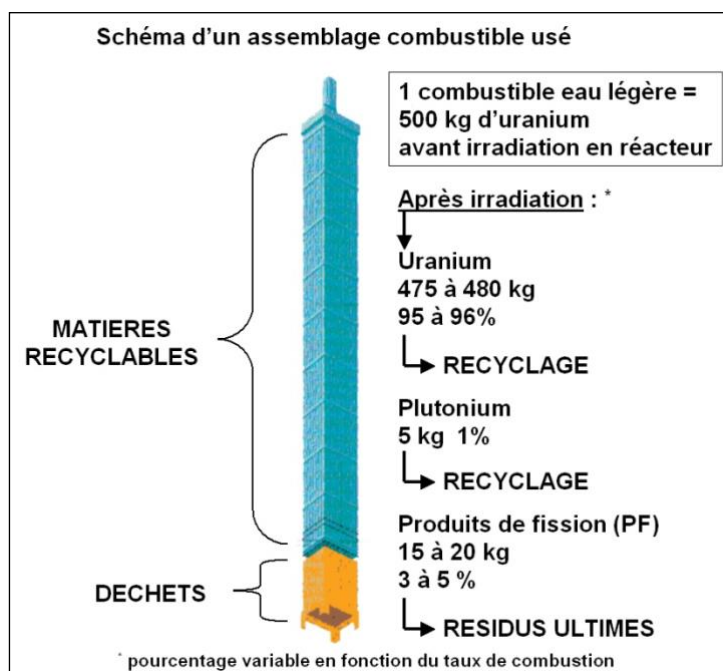 Schéma d'un assemblage combustible usé
1 combustible eau légère =
500 kg d'uranium
avant irradiation en réacteur
Après irradiation : *
Uranium
475 à 480 kg
95 à 96%
RECYCLAGE
MATIERES
RECYCLABLES
Plutonium
5 kg 1%
RECYCLAGE
Produits de fission (PF)
15 à 20 kg
3 à 5 %
DECHETS
RESIDUS ULTIMES
* pourcentage variable en fonction du taux de combustion